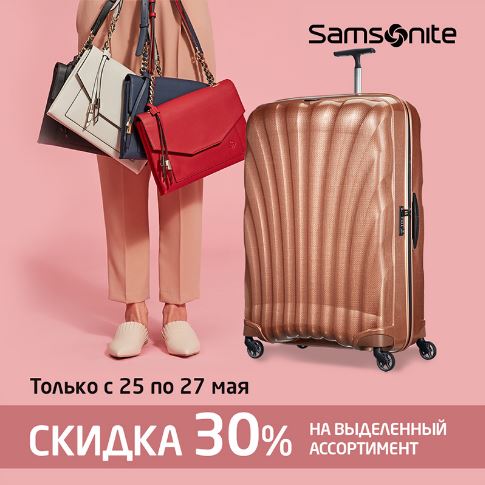 Samsonite
Только с 25 по 27 мая
СКИДКА 30%
НА ВЫДЕЛЕННЫЙ
АССОРТИМЕНТ